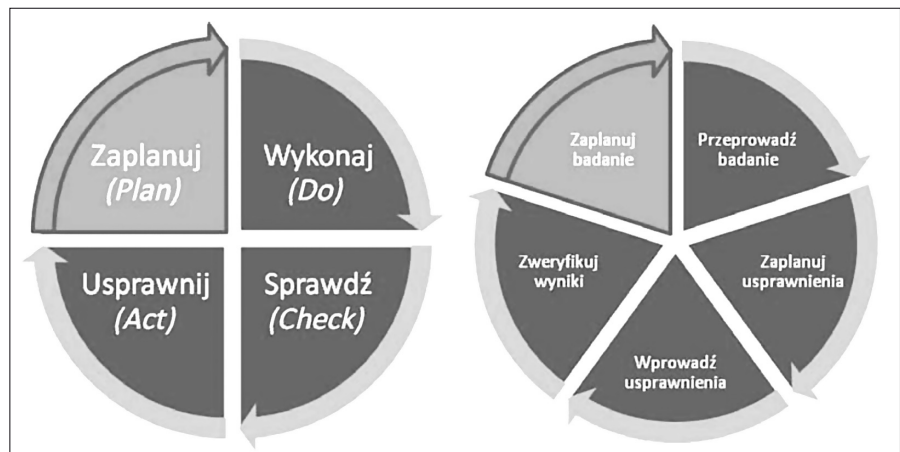 Zaplanuj
(Plan)
Wykonaj
(Do)
Usprawnij
(Act)
Sprawdź
(Check)
Zaplanuj
badanie
Przeprowadź
badanie
Zweryfikuj
wyniki
Zaplanuj
usprawnienia
Wprowadź
usprawnienia